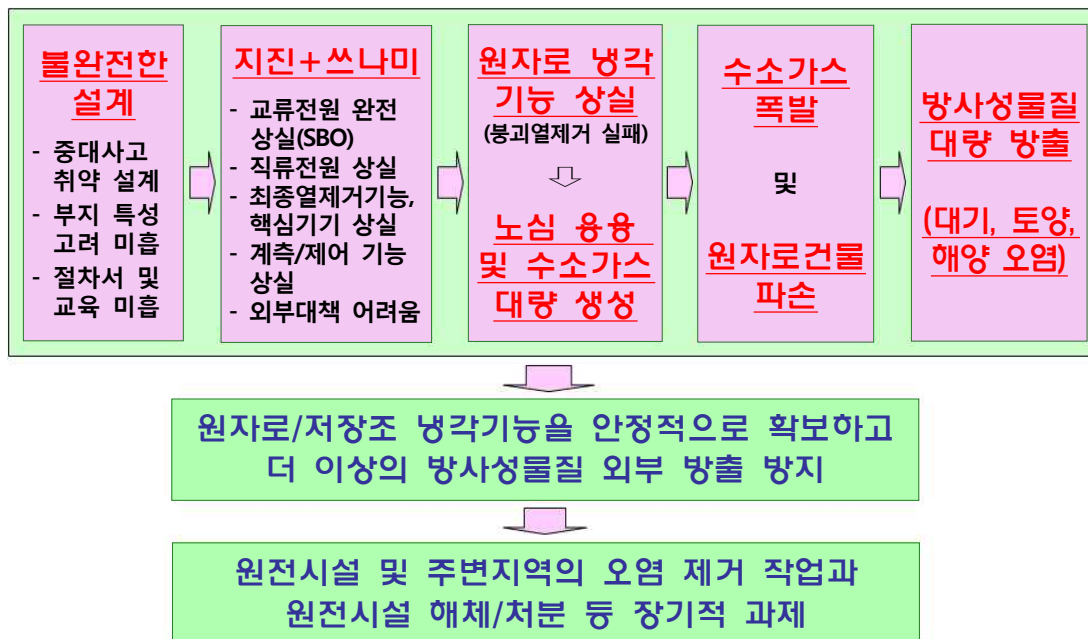 불완전한
설계
- 중대사고
취약 설계
- 부지 특성
고려 미흡
- 절차서 및
교육 미흡
지진+쓰나미
- 교류전원 완전
상실(SBO)
- 직류전원 상실
- 최종열제거기능,
핵심기기 상실
- 계측/제어 기능
상실
- 외부대책 어려움
원자로 냉각
기능 상실
(붕괴열제거 실패)
노심 용융
및 수소가스
대량 생성
수소가스
폭발
및
원자로건물
파손
방사성물질
대량 방출
(대기, 토양,
해양 오염)
원자로/저장조 냉각기능을 안정적으로 확보하고
더 이상의 방사성물질 외부 방출 방지
원전시설 및 주변지역의 오염 제거 작업과
원전시설 해체/처분 등 장기적 과제